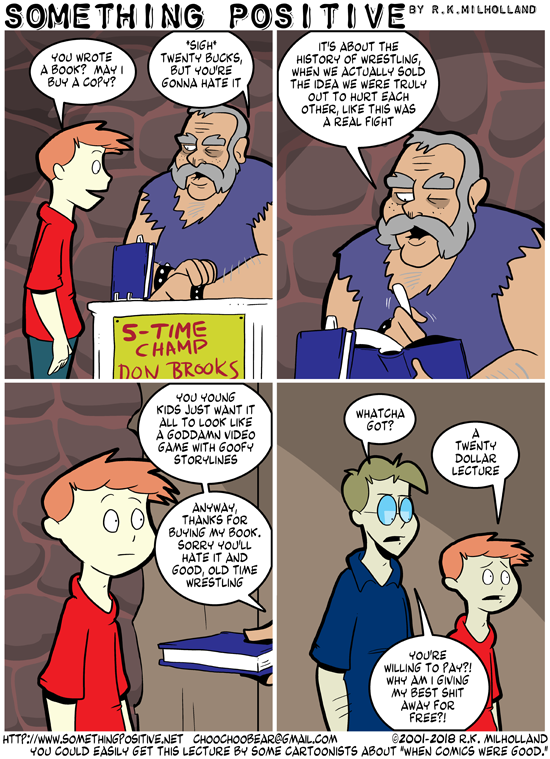 SOMETHING POSITIVE BY R.K.MILHOLLAND
YOU WROTE
A BOOK? MAY I
BUY A COPY?
*SIGH*
TWENTY BUCKS,
BUT YOU'RE
GONNA HATE IT
5-TIME
CHAMP
DON BROOKS
IT'S ABOUT THE
HISTORY OF WRESTLING,
WHEN WE ACTUALLY SOLD
THE IDEA WE WERE TRULY
OUT TO HURT EACH
OTHER, LIKE THIS WAS
A REAL FIGHT
YOU YOUNG
KIDS JUST WANT IT
ALL TO LOOK LIKE
A GODDAMN VIDEO
GAME WITH GOOFY
STORYLINES
ANYWAY,
THANKS FOR
BUYING MY BOOK.
SORRY YOU'LL
HATE IT AND
GOOD, OLD TIME
WRESTLING
WHATCHA
GOT?
A
TWENTY
DOLLAR
LECTURE
YOU'RE
WILLING TO PAY?!
WHY AM I GIVING
MY BEST SHIT
AWAY FOR
FREE?!
HTTP://WWW.SOMETHINGPOSITIVE.NET CHOOCHOOBEAR@GMAIL.COM ©2001-2018 R.K. MILHOLLAND
YOU COULD EASILY GET THIS LECTURE BY SOME CARTOONISTS ABOUT "WHEN COMICS WERE GOOD."